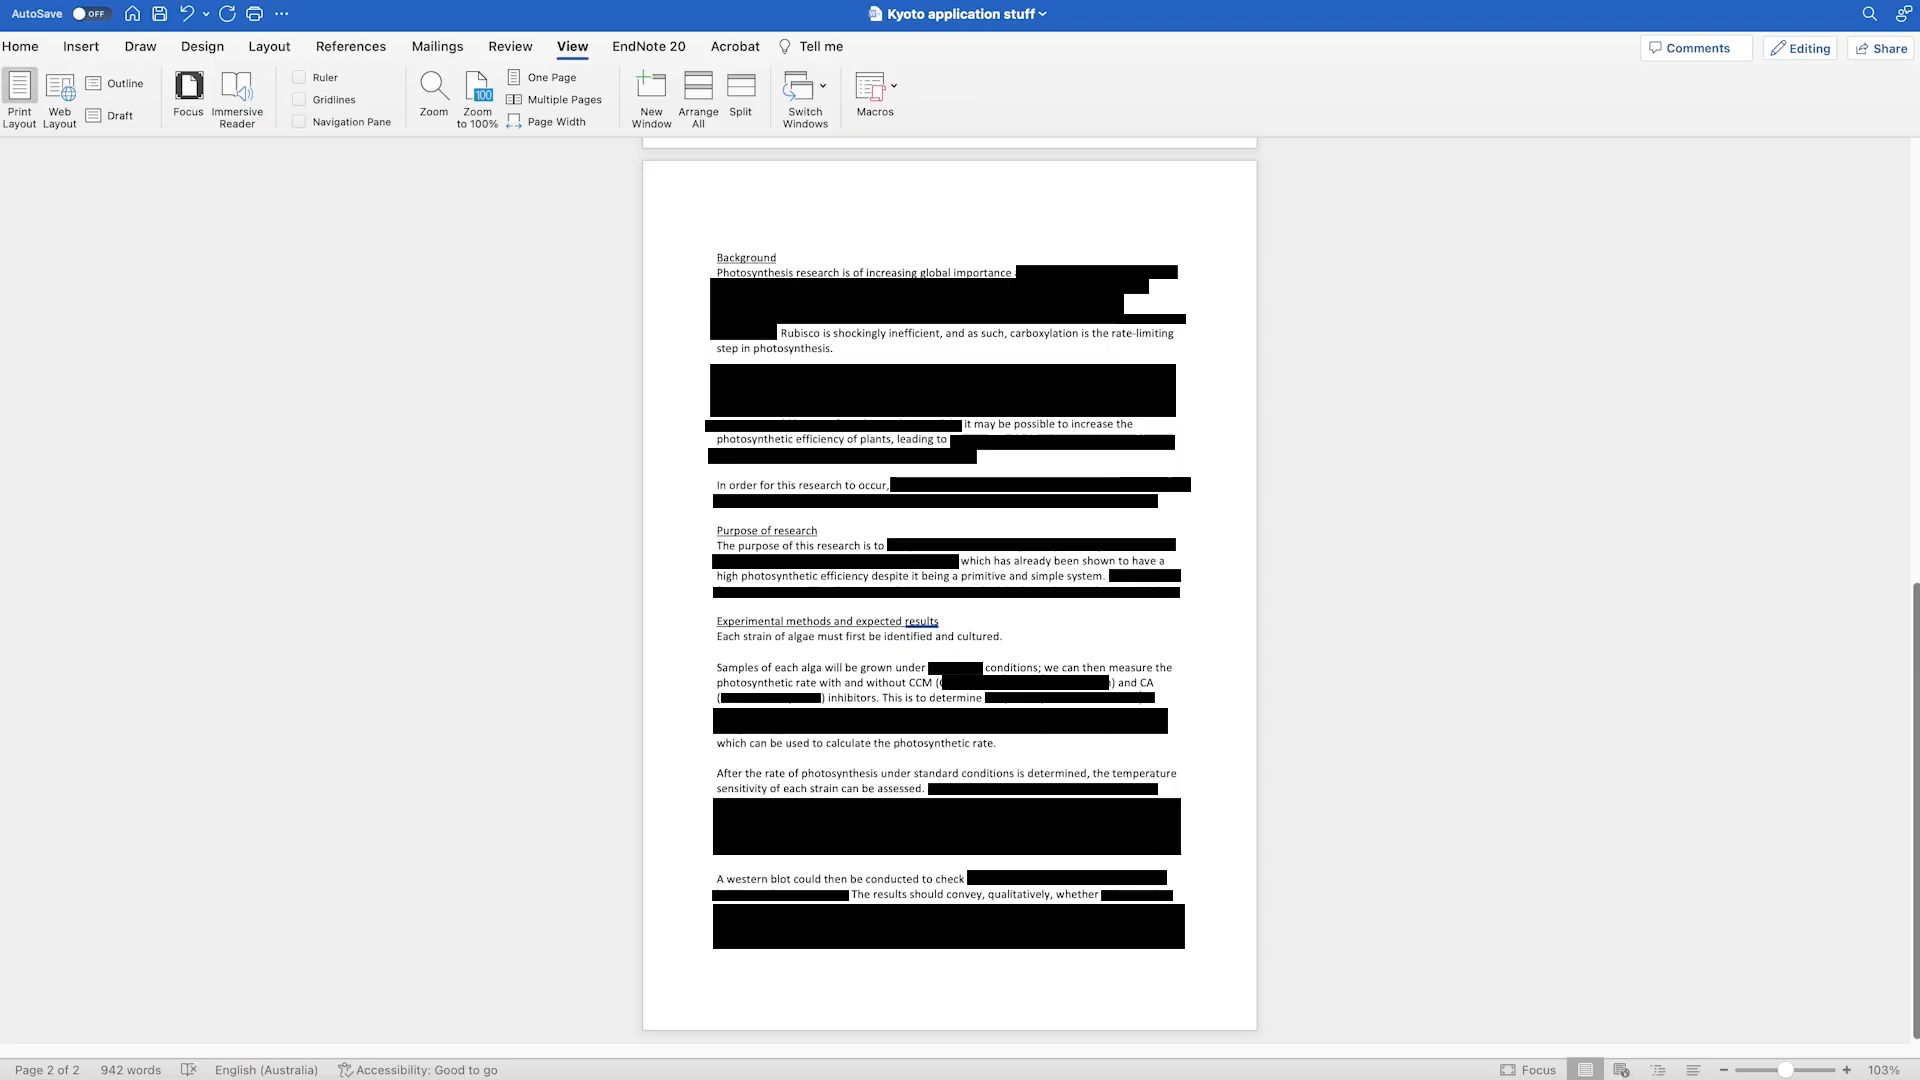 AutoSave OFF Kyoto application stuff
Home Insert Draw Design Layout References Mailings Review View EndNote 20 Acrobat Tell me Comments Editing Share
Print Layout
Web Layout
Outline
Draft
Focus
Immersive Reader
Ruler
Gridlines
Navigation Pane
Zoom
100
Zoom to 100%
One Page
Multiple Pages
Page Width
New Window
Arrange All
Split
Switch Windows
Macros
Background
Photosynthesis research is of increasing global importance
Rubisco is shockingly inefficient, and as such, carboxylation is the rate-limiting
step in photosynthesis.
it may be possible to increase the
photosynthetic efficiency of plants, leading to
In order for this research to occur,
Purpose of research
The purpose of this research is to
which has already been shown to have a
high photosynthetic efficiency despite it being a primitive and simple system.
Experimental methods and expected results
Each strain of algae must first be identified and cultured.
Samples of each alga will be grown under conditions; we can then measure the
photosynthetic rate with and without CCM ( ) and CA
( ) inhibitors. This is to determine
which can be used to calculate the photosynthetic rate.
After the rate of photosynthesis under standard conditions is determined, the temperature
sensitivity of each strain can be assessed.
A western blot could then be conducted to check
The results should convey, qualitatively, whether
Page 2 of 2 942 words English (Australia) Accessibility: Good to go Focus 103%